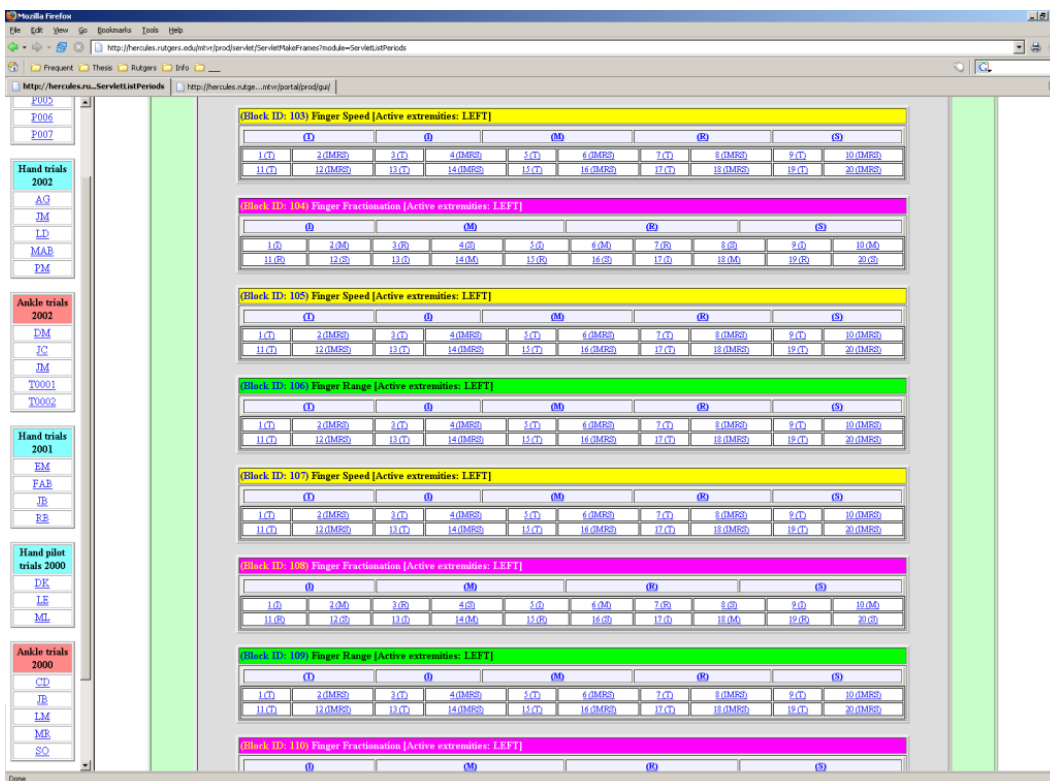 Mozilla Firefox
File Edit View Go Bookmarks Tools Help
http://hercules.rutgers.edu/mtvr/prod/servlet/ServletMakeFrames?module=ServletListPeriods
Frequent Thesis Rutgers Info __
http://hercules.ru...ServletListPeriods http://hercules.rutge...mtvr/portal/prod/gui/
P005
P006
P007
Hand trials
2002
AG
JM
LD
MAB
PM
Ankle trials
2002
DM
JC
JM
T0001
T0002
Hand trials
2001
EM
FAB
JB
RB
Hand pilot
trials 2000
DK
LE
ML
Ankle trials
2000
CD
JB
LM
MR
SO
(Block ID: 103) Finger Speed [Active extremities: LEFT]
(T) (I) (M) (R) (S)
1 (T) 2 (IMRS) 3 (T) 4 (IMRS) 5 (T) 6 (IMRS) 7 (T) 8 (IMRS) 9 (T) 10 (IMRS)
11 (T) 12 (IMRS) 13 (T) 14 (IMRS) 15 (T) 16 (IMRS) 17 (T) 18 (IMRS) 19 (T) 20 (IMRS)
(Block ID: 104) Finger Fractionation [Active extremities: LEFT]
(I) (M) (R) (S)
1 (I) 2 (M) 3 (R) 4 (S) 5 (I) 6 (M) 7 (R) 8 (S) 9 (I) 10 (M)
11 (R) 12 (S) 13 (I) 14 (M) 15 (R) 16 (S) 17 (I) 18 (M) 19 (R) 20 (S)
(Block ID: 105) Finger Speed [Active extremities: LEFT]
(T) (I) (M) (R) (S)
1 (T) 2 (IMRS) 3 (T) 4 (IMRS) 5 (T) 6 (IMRS) 7 (T) 8 (IMRS) 9 (T) 10 (IMRS)
11 (T) 12 (IMRS) 13 (T) 14 (IMRS) 15 (T) 16 (IMRS) 17 (T) 18 (IMRS) 19 (T) 20 (IMRS)
(Block ID: 106) Finger Range [Active extremities: LEFT]
(T) (I) (M) (R) (S)
1 (T) 2 (IMRS) 3 (T) 4 (IMRS) 5 (T) 6 (IMRS) 7 (T) 8 (IMRS) 9 (T) 10 (IMRS)
11 (T) 12 (IMRS) 13 (T) 14 (IMRS) 15 (T) 16 (IMRS) 17 (T) 18 (IMRS) 19 (T) 20 (IMRS)
(Block ID: 107) Finger Speed [Active extremities: LEFT]
(T) (I) (M) (R) (S)
1 (T) 2 (IMRS) 3 (T) 4 (IMRS) 5 (T) 6 (IMRS) 7 (T) 8 (IMRS) 9 (T) 10 (IMRS)
11 (T) 12 (IMRS) 13 (T) 14 (IMRS) 15 (T) 16 (IMRS) 17 (T) 18 (IMRS) 19 (T) 20 (IMRS)
(Block ID: 108) Finger Fractionation [Active extremities: LEFT]
(I) (M) (R) (S)
1 (I) 2 (M) 3 (R) 4 (S) 5 (I) 6 (M) 7 (R) 8 (S) 9 (I) 10 (M)
11 (R) 12 (S) 13 (I) 14 (M) 15 (R) 16 (S) 17 (I) 18 (M) 19 (R) 20 (S)
(Block ID: 109) Finger Range [Active extremities: LEFT]
(T) (I) (M) (R) (S)
1 (T) 2 (IMRS) 3 (T) 4 (IMRS) 5 (T) 6 (IMRS) 7 (T) 8 (IMRS) 9 (T) 10 (IMRS)
11 (T) 12 (IMRS) 13 (T) 14 (IMRS) 15 (T) 16 (IMRS) 17 (T) 18 (IMRS) 19 (T) 20 (IMRS)
(Block ID: 110) Finger Fractionation [Active extremities: LEFT]
(I) (M) (R) (S)
Done